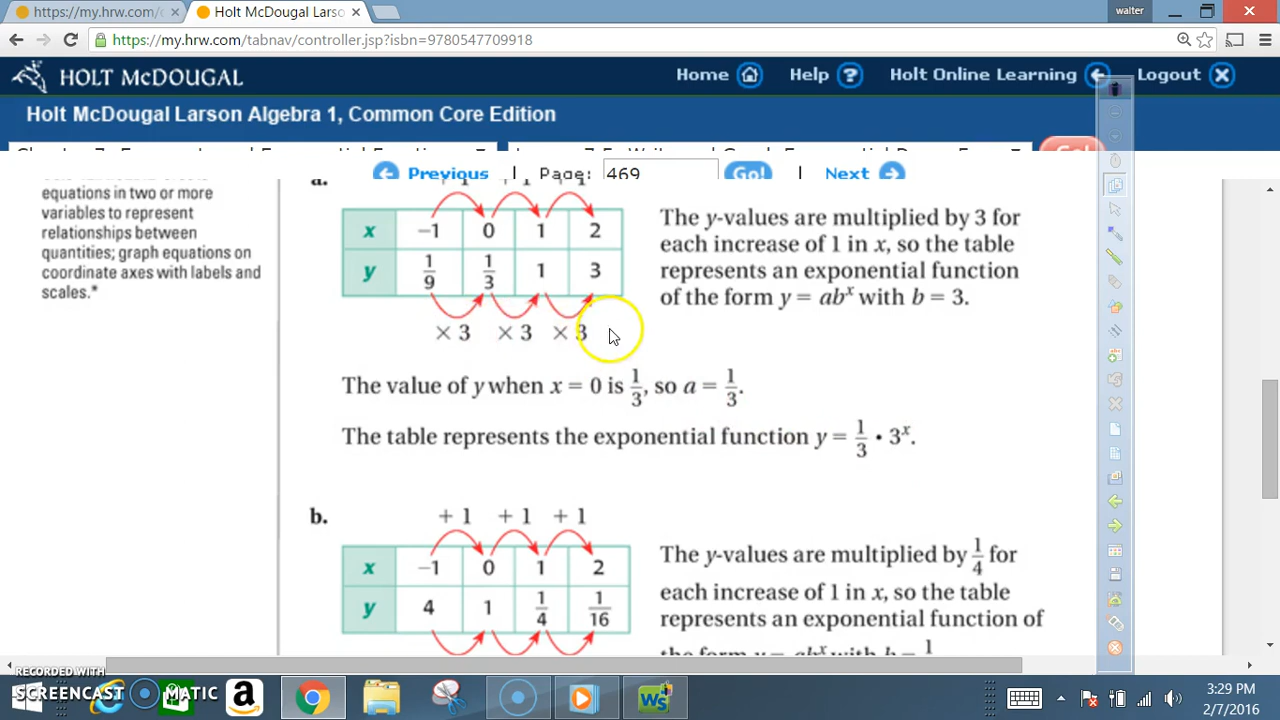 https://my.hrw.com/tabnav/ ×
Holt McDougal Larso ×
walter
https://my.hrw.com/tabnav/controller.jsp?isbn=9780547709918
HOLT McDOUGAL
Home
Help ?
Holt Online Learning
Logout X
Holt McDougal Larson Algebra 1, Common Core Edition
Go!
Previous | Page: 469 Go! | Next
equations in two or more
variables to represent
relationships between
quantities; graph equations on
coordinate axes with labels and
scales.*
a.
x −1 0 1 2
y 1/9 1/3 1 3
× 3 × 3 × 3
The y-values are multiplied by 3 for
each increase of 1 in x, so the table
represents an exponential function
of the form y = ab^x with b = 3.
The value of y when x = 0 is 1/3, so a = 1/3.
The table represents the exponential function y = 1/3 • 3^x.
b.
+ 1 + 1 + 1
x −1 0 1 2
y 4 1 1/4 1/16
The y-values are multiplied by 1/4 for
each increase of 1 in x, so the table
represents an exponential function of
the form y = ab^x with b = 1
RECORDED WITH
SCREENCAST MATIC
3:29 PM
2/7/2016